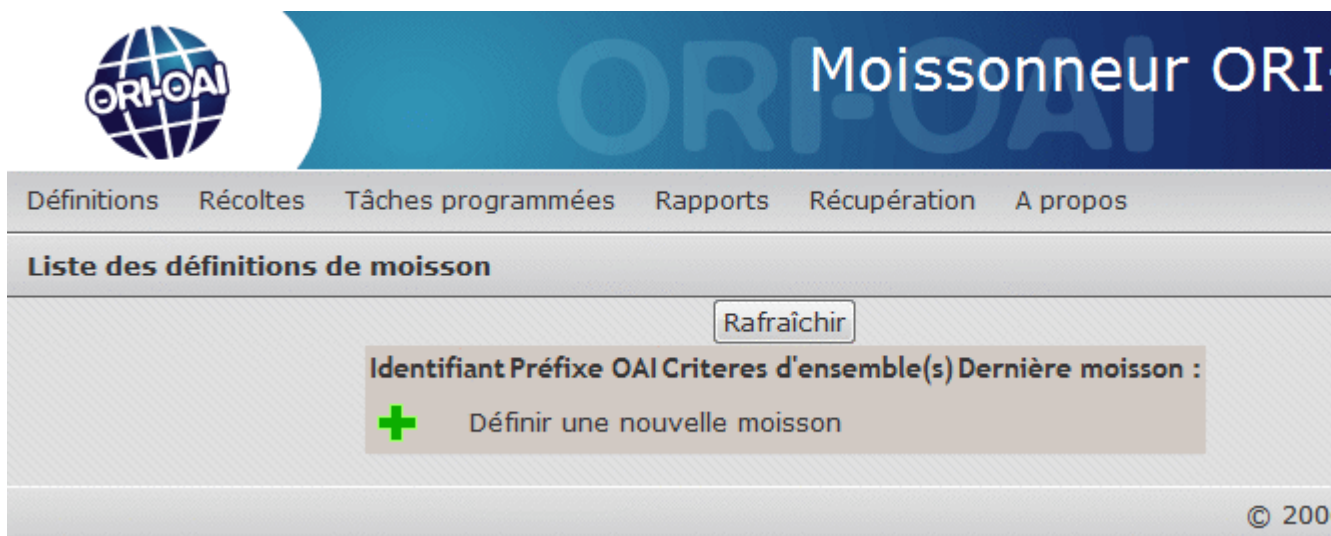 ORI-OAI
ORI-OAI
Moissonneur ORI-
Définitions Récoltes Tâches programmées Rapports Récupération A propos
Liste des définitions de moisson
Rafraîchir
Identifiant Préfixe OAI Criteres d'ensemble(s) Dernière moisson :
Définir une nouvelle moisson
© 200